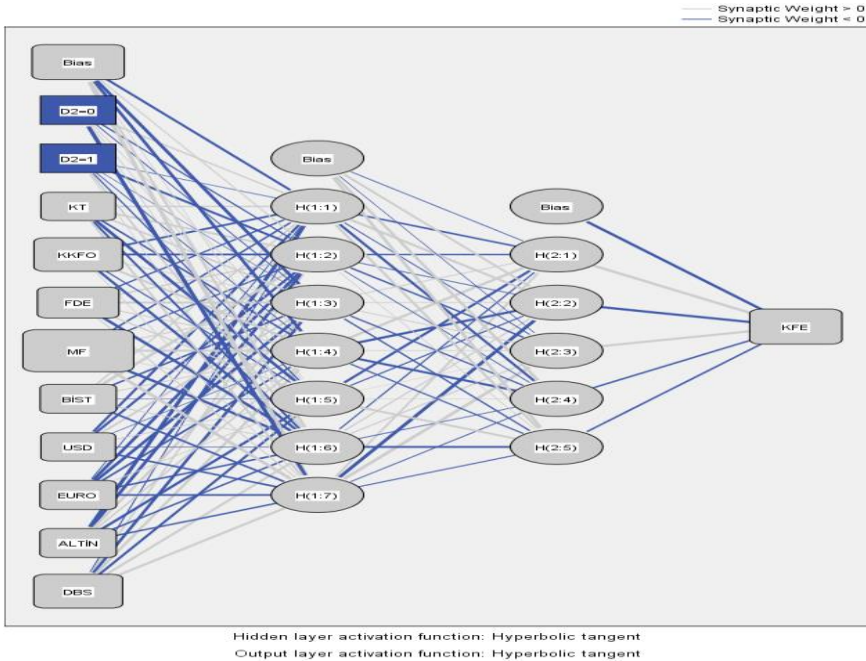 Synaptic Weight > 0
Synaptic Weight < 0
Bias
D2=0
D2=1
KT
KKFO
FDE
MF
BİST
USD
EURO
ALTIN
DBS
Bias
H(1:1)
H(1:2)
H(1:3)
H(1:4)
H(1:5)
H(1:6)
H(1:7)
Bias
H(2:1)
H(2:2)
H(2:3)
H(2:4)
H(2:5)
KFE
Hidden layer activation function: Hyperbolic tangent
Output layer activation function: Hyperbolic tangent